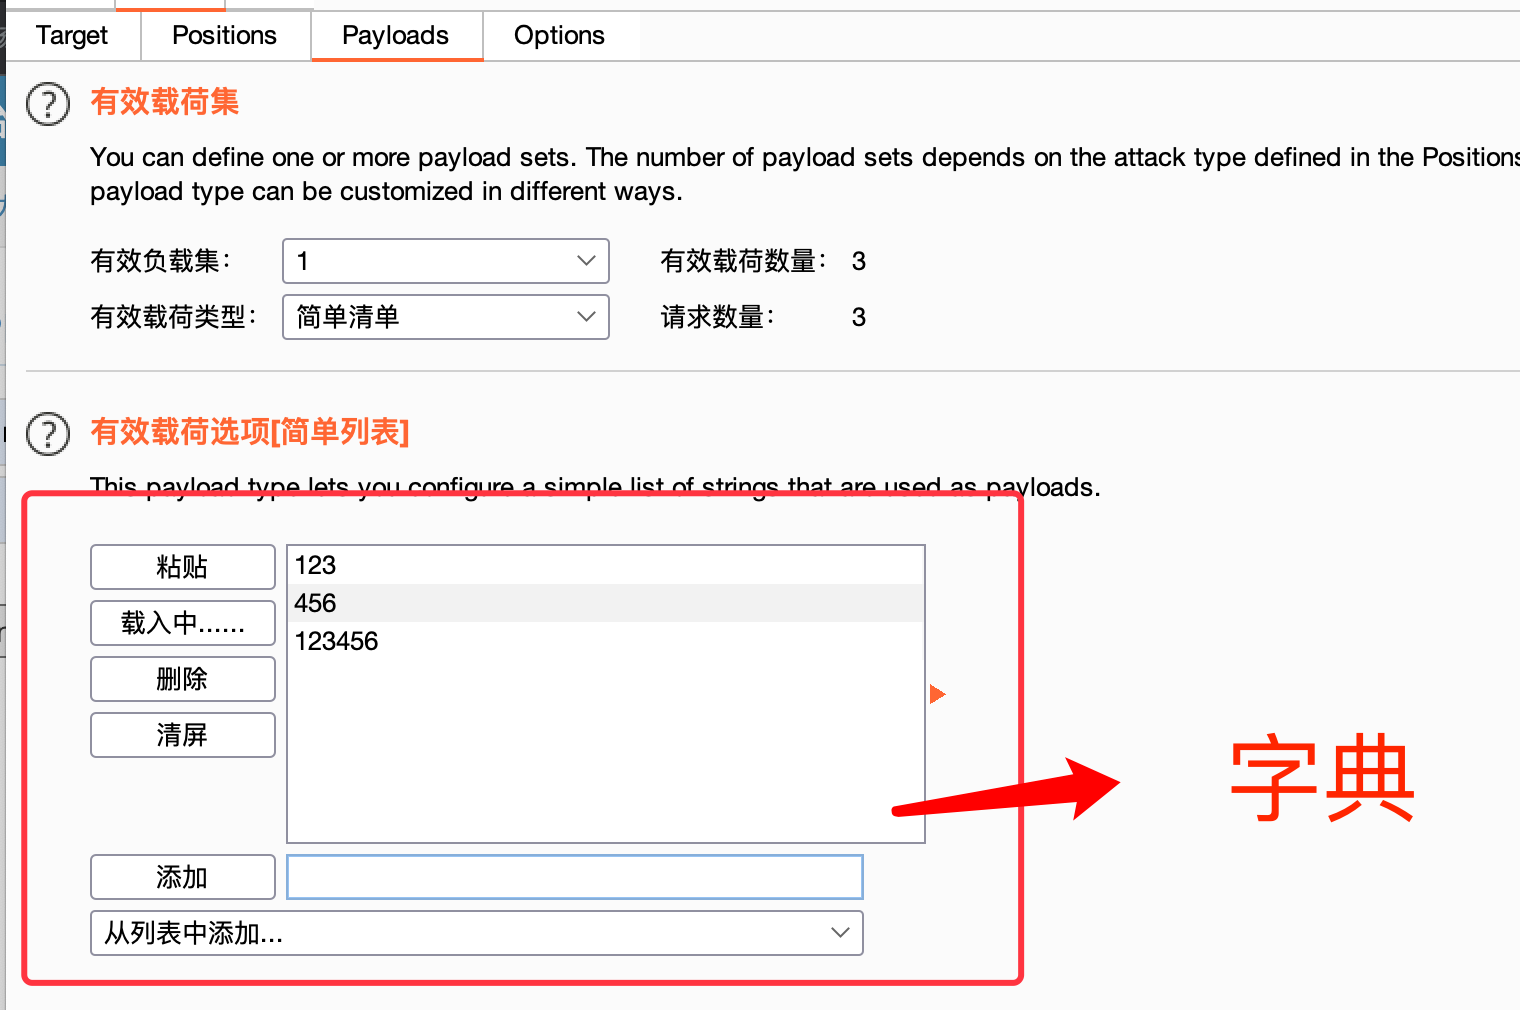 Target Positions Payloads Options
有效载荷集
You can define one or more payload sets. The number of payload sets depends on the attack type defined in the Positions
payload type can be customized in different ways.
有效负载集： 1 有效载荷数量： 3
有效载荷类型： 简单清单 请求数量： 3
有效载荷选项[简单列表]
This payload type lets you configure a simple list of strings that are used as payloads.
粘贴 123
载入中...... 456
123456
删除
清屏
字典
添加
从列表中添加...